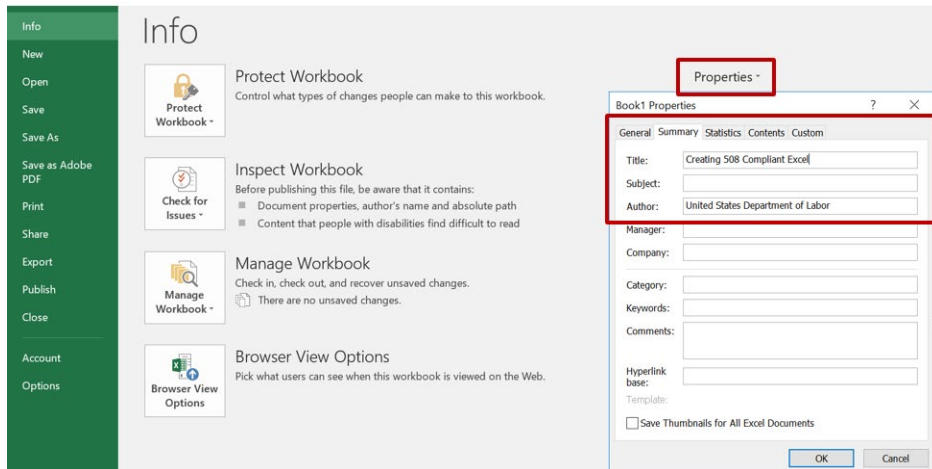 Info
New
Open
Save
Save As
Save as Adobe
PDF
Print
Share
Export
Publish
Close
Account
Options
Info
Protect
Workbook
Protect Workbook
Control what types of changes people can make to this workbook.
Check for
Issues
Inspect Workbook
Before publishing this file, be aware that it contains:
Document properties, author's name and absolute path
Content that people with disabilities find difficult to read
Manage
Workbook
Manage Workbook
Check in, check out, and recover unsaved changes.
There are no unsaved changes.
Browser View
Options
Browser View Options
Pick what users can see when this workbook is viewed on the Web.
Properties
Book1 Properties ? ×
General Summary Statistics Contents Custom
Title: Creating 508 Compliant Excel
Subject:
Author: United States Department of Labor
Manager:
Company:
Category:
Keywords:
Comments:
Hyperlink
base:
Template:
Save Thumbnails for All Excel Documents
OK Cancel